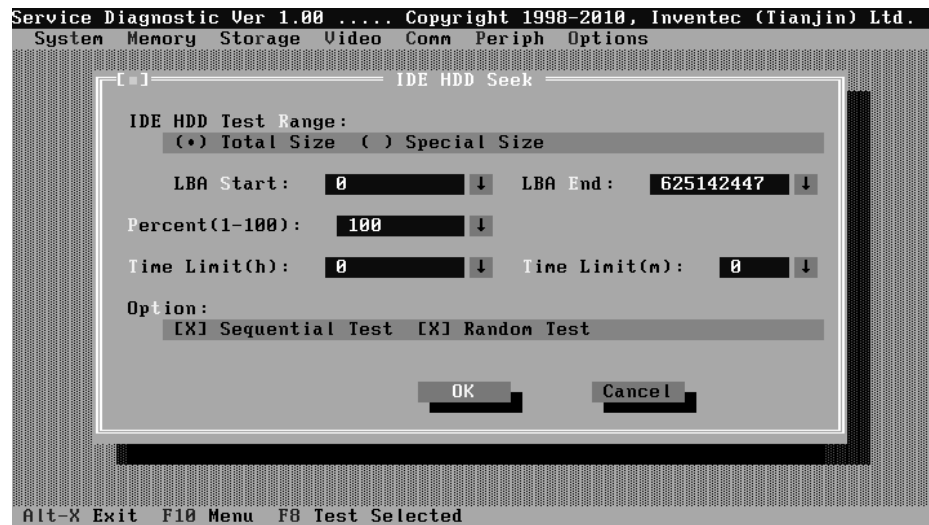 Service Diagnostic Ver 1.00 ..... Copyright 1998-2010, Inventec (Tianjin) Ltd.
System Memory Storage Video Comm Periph Options
[■] IDE HDD Seek
IDE HDD Test Range:
(•) Total Size ( ) Special Size
LBA Start: 0 ↓ LBA End: 625142447 ↓
Percent(1-100): 100 ↓
Time Limit(h): 0 ↓ Time Limit(m): 0 ↓
Option:
[X] Sequential Test [X] Random Test
OK Cancel
Alt-X Exit F10 Menu F8 Test Selected